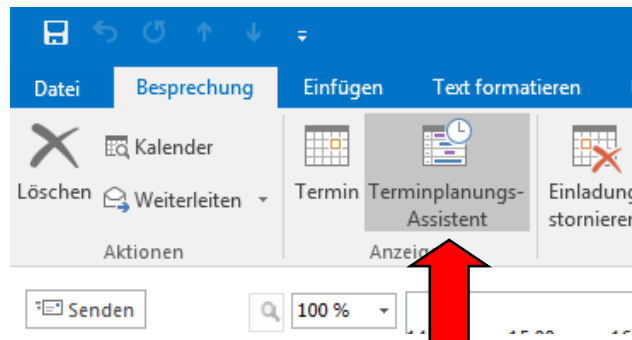 Datei Besprechung Einfügen Text formatieren
Kalender
Löschen Weiterleiten Termin Terminplanungs- Einladung
Assistent stornieren
Aktionen
Senden 100 %